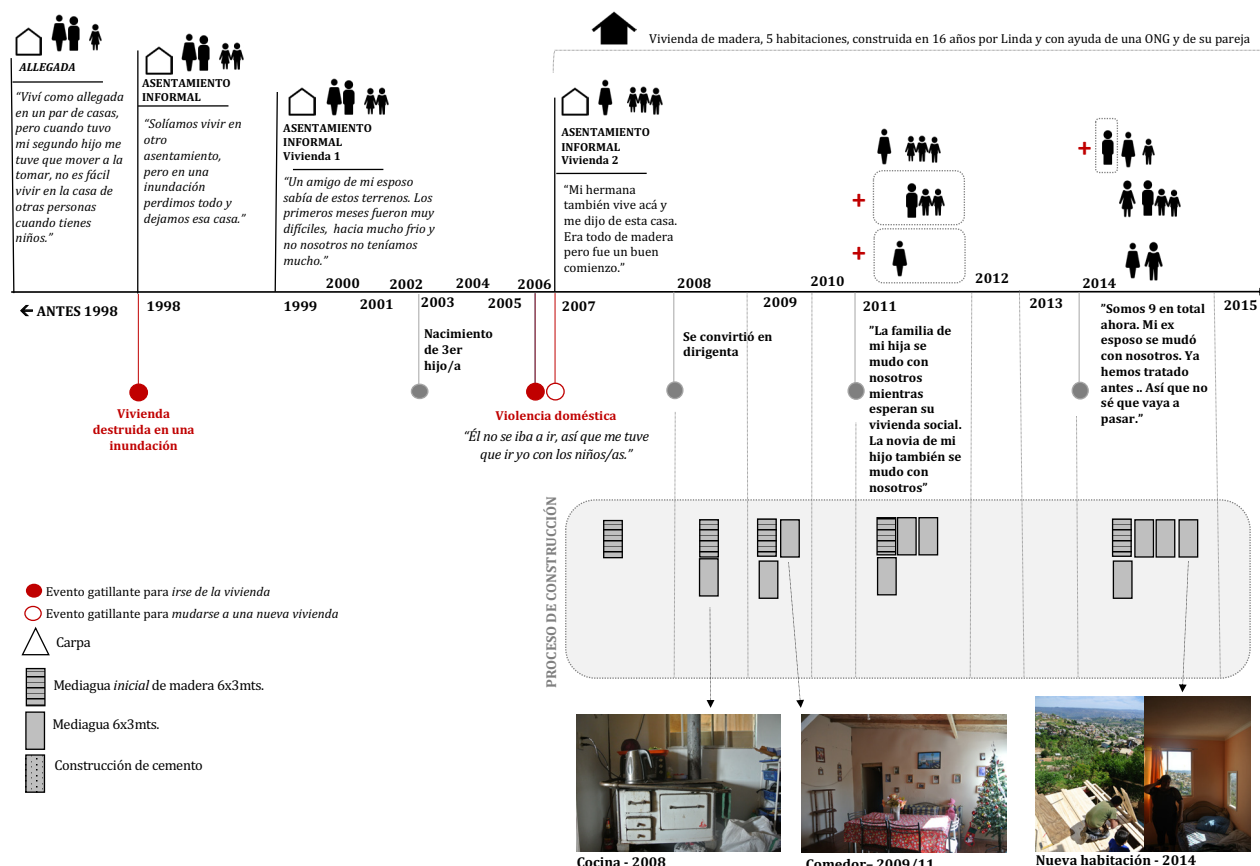 Vivienda de madera, 5 habitaciones, construida en 16 años por Linda y con ayuda de una ONG y de su pareja
ALLEGADA
“Viví como allegada
en un par de casas,
pero cuando tuvo
mi segundo hijo me
tuve que mover a la
tomar, no es fácil
vivir en la casa de
otras personas
cuando tienes
niños.”
ASENTAMIENTO
INFORMAL
“Solíamos vivir en
otro
asentamiento,
pero en una
inundación
perdimos todo y
dejamos esa casa.”
ASENTAMIENTO
INFORMAL
Vivienda 1
“Un amigo de mi esposo
sabía de estos terrenos. Los
primeros meses fueron muy
difíciles, hacia mucho frio y
no nosotros no teníamos
mucho.”
ASENTAMIENTO
INFORMAL
Vivienda 2
“Mi hermana
también vive acá y
me dijo de esta casa.
Era todo de madera
pero fue un buen
comienzo.”
+
+
+
← ANTES 1998
1998
1999
2000
2001
2002
2003
2004
2005
2006
2007
2008
2009
2010
2011
2012
2013
2014
2015
Vivienda
destruida en una
inundación
Nacimiento
de 3er
hijo/a
Violencia doméstica
“Él no se iba a ir, así que me tuve
que ir yo con los niños/as.”
Se convirtió en
dirigenta
”La familia de
mi hija se
mudo con
nosotros
mientras
esperan su
vivienda social.
La novia de mi
hijo también se
mudo con
nosotros”
”Somos 9 en total
ahora. Mi ex
esposo se mudó
con nosotros. Ya
hemos tratado
antes .. Así que no
sé que vaya a
pasar.”
PROCESO DE CONSTRUCCIÓN
Evento gatillante para irse de la vivienda
Evento gatillante para mudarse a una nueva vivienda
Carpa
Mediagua inicial de madera 6x3mts.
Mediagua 6x3mts.
Construcción de cemento
Cocina - 2008
Comedor– 2009/11
Nueva habitación - 2014